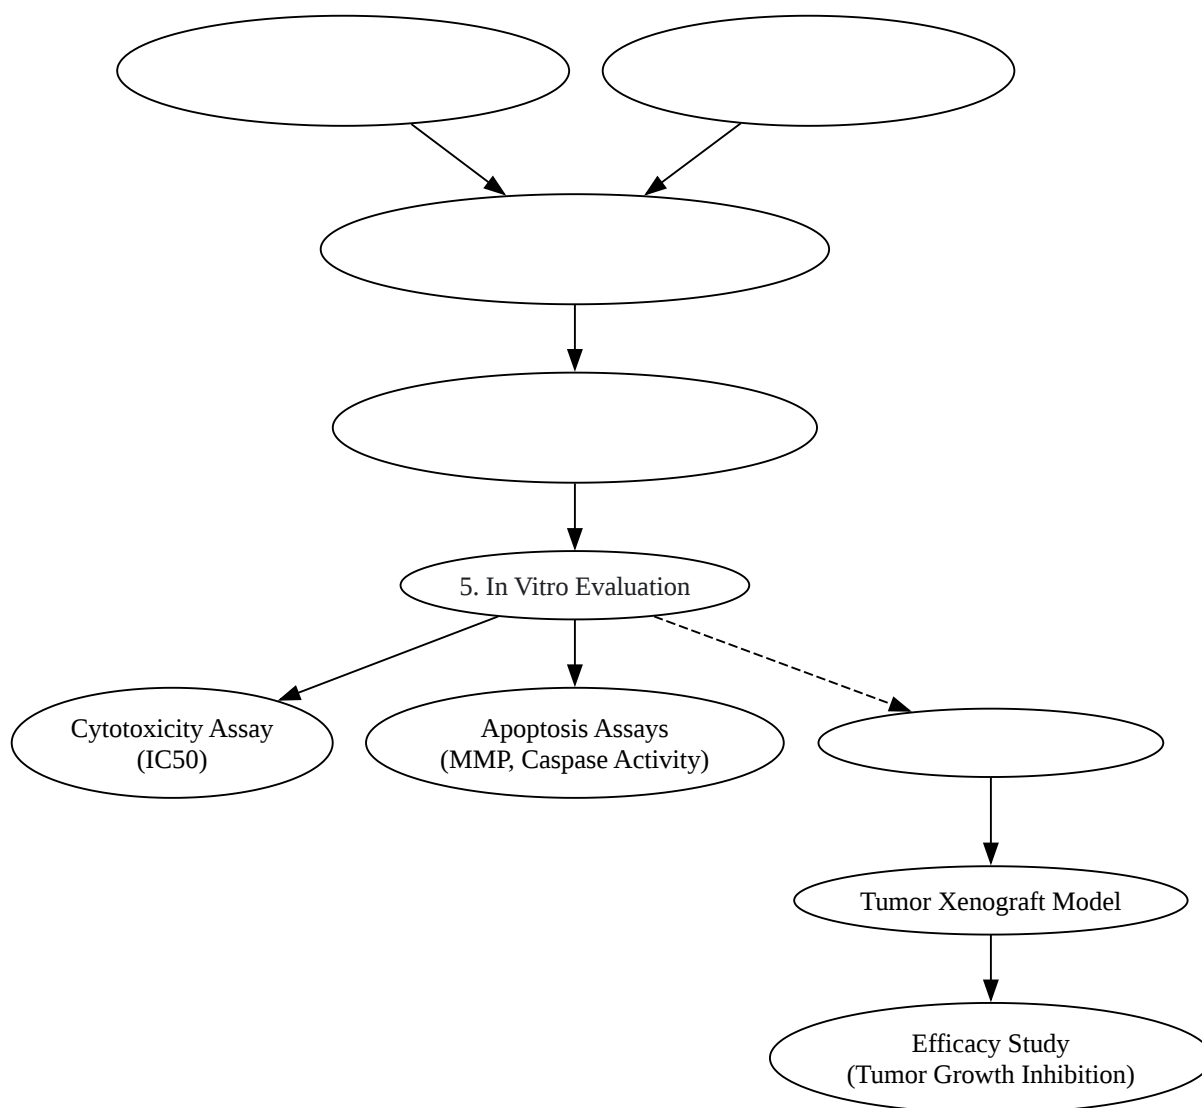 5. In Vitro Evaluation
Cytotoxicity Assay
(IC50)
Apoptosis Assays
(MMP, Caspase Activity)
Tumor Xenograft Model
Efficacy Study
(Tumor Growth Inhibition)